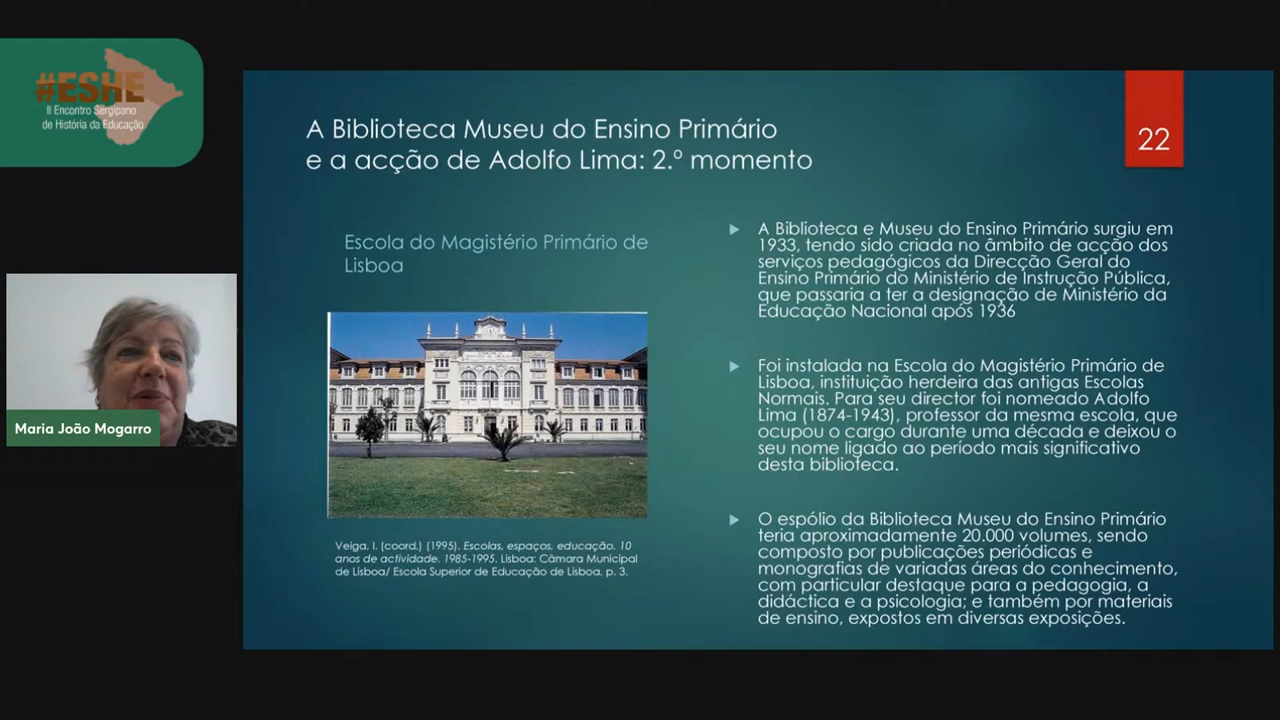 #ESHE
II Encontro Sergipano
de História da Educação
A Biblioteca Museu do Ensino Primário
e a acção de Adolfo Lima: 2.º momento
22
Escola do Magistério Primário de
Lisboa
Veiga, I. (coord.) (1995). Escolas, espaços, educação. 10
anos de actividade. 1985-1995. Lisboa: Câmara Municipal
de Lisboa/ Escola Superior de Educação de Lisboa, p. 3.
A Biblioteca e Museu do Ensino Primário surgiu em
1933, tendo sido criada no âmbito de acção dos
serviços pedagógicos da Direcção Geral do
Ensino Primário do Ministério de Instrução Pública,
que passaria a ter a designação de Ministério da
Educação Nacional após 1936
Foi instalada na Escola do Magistério Primário de
Lisboa, instituição herdeira das antigas Escolas
Normais. Para seu director foi nomeado Adolfo
Lima (1874-1943), professor da mesma escola, que
ocupou o cargo durante uma década e deixou o
seu nome ligado ao período mais significativo
desta biblioteca.
O espólio da Biblioteca Museu do Ensino Primário
teria aproximadamente 20.000 volumes, sendo
composto por publicações periódicas e
monografias de variadas áreas do conhecimento,
com particular destaque para a pedagogia, a
didáctica e a psicologia; e também por materiais
de ensino, expostos em diversas exposições.
Maria João Mogarro